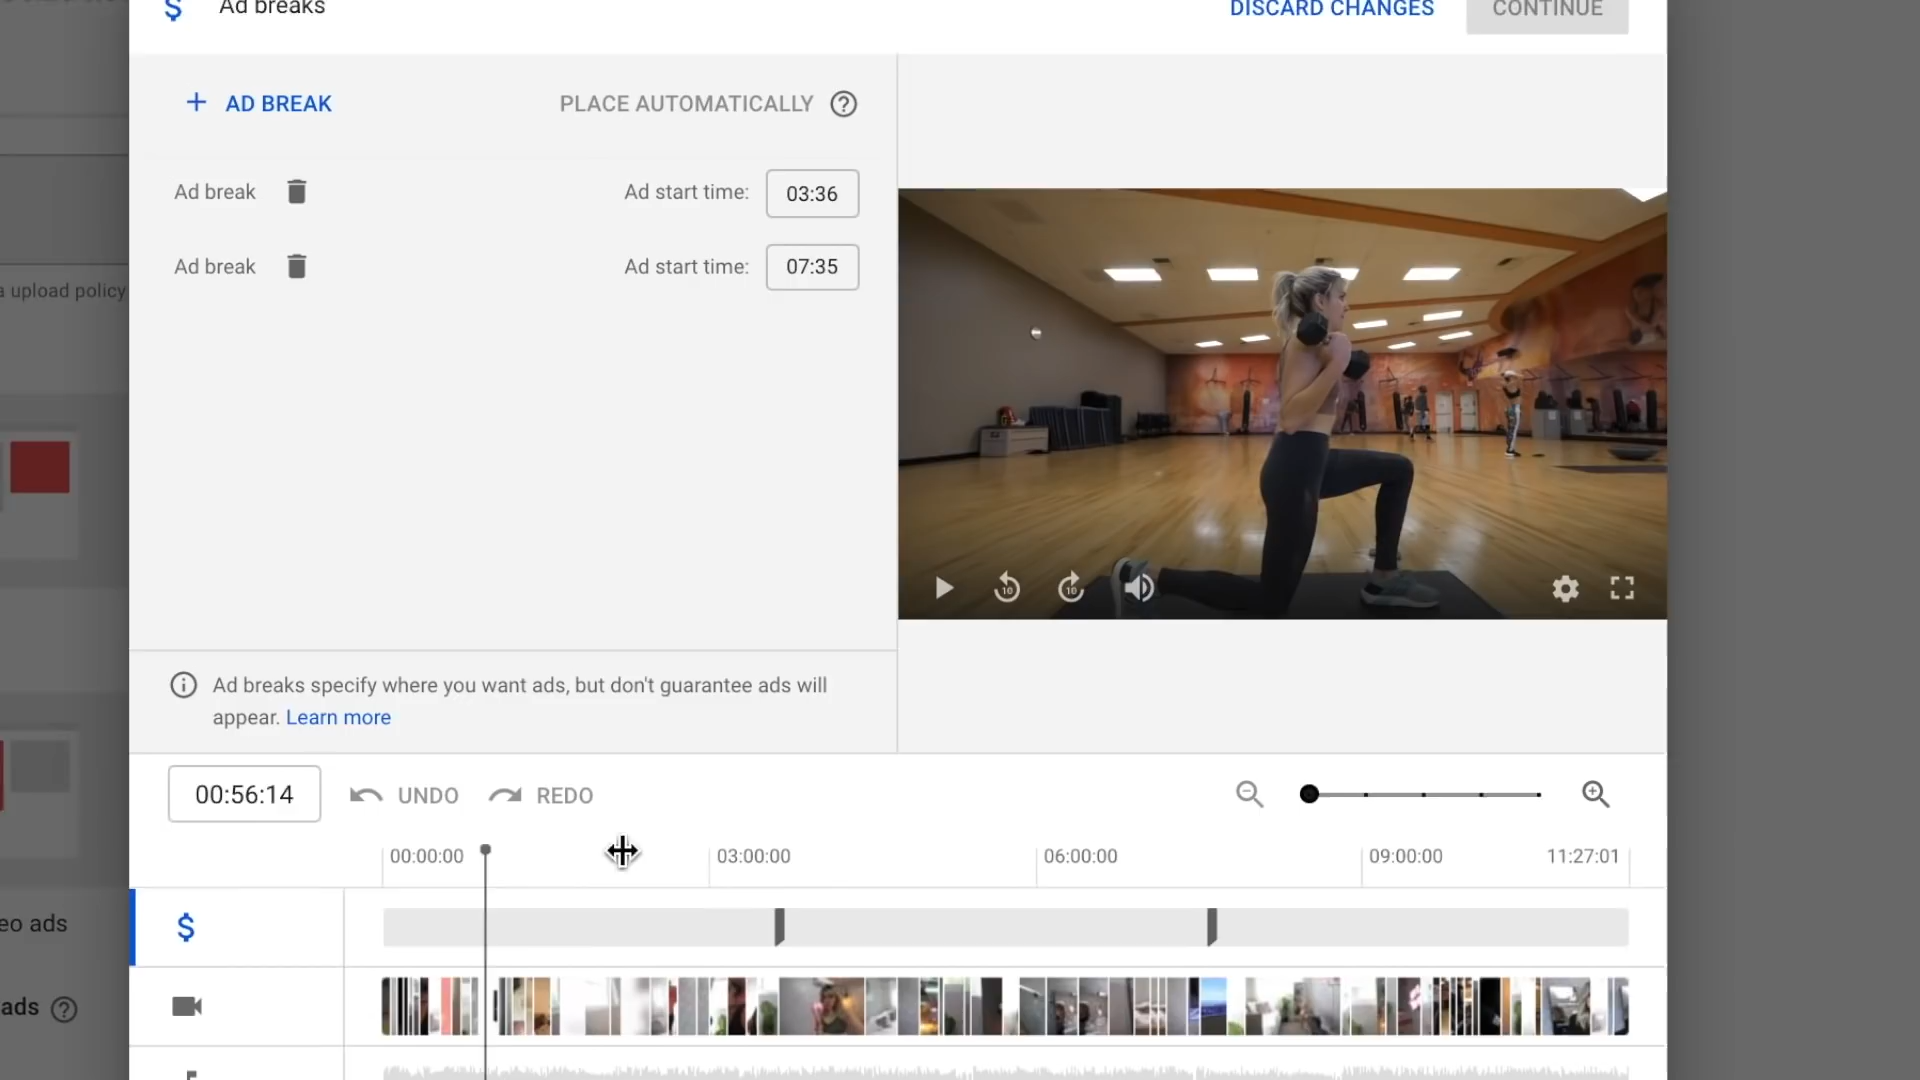 Ad breaks
DISCARD CHANGES
CONTINUE
AD BREAK
PLACE AUTOMATICALLY
Ad break
Ad start time:
03:36
Ad break
Ad start time:
07:35
a upload policy
Ad breaks specify where you want ads, but don't guarantee ads will
appear. Learn more
00:56:14
UNDO
REDO
10
10
00:00:00
03:00:00
06:00:00
09:00:00
11:27:01
$
eo ads
ads